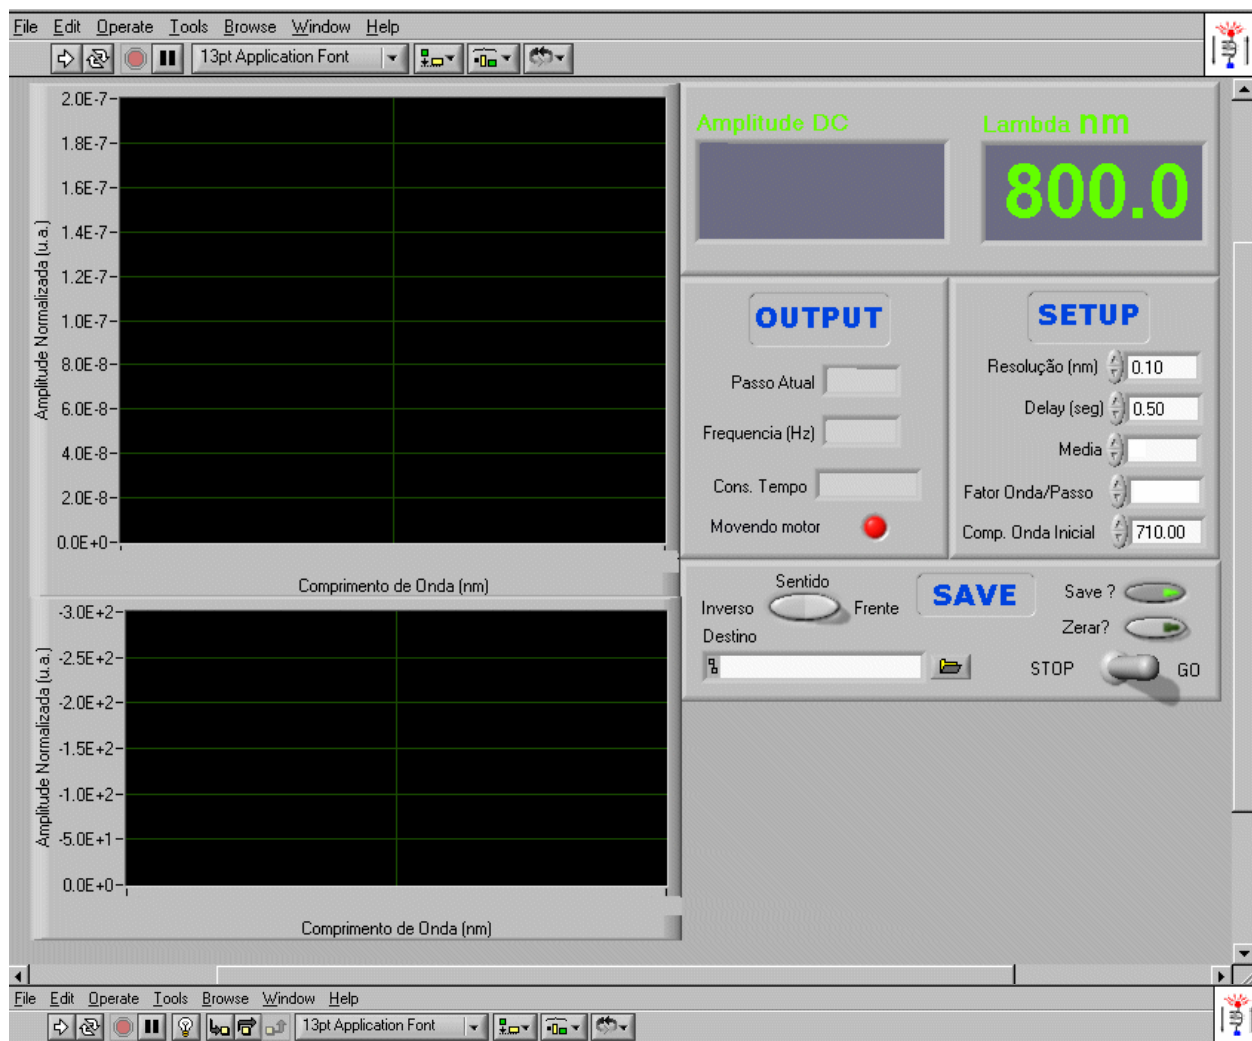 File Edit Operate Tools Browse Window Help
13pt Application Font
2.0E-7
1.8E-7
1.6E-7
1.4E-7
1.2E-7
1.0E-7
8.0E-8
6.0E-8
4.0E-8
2.0E-8
0.0E+0
Amplitude Normalizada (u.a.)
Comprimento de Onda (nm)
-3.0E+2
-2.5E+2
-2.0E+2
-1.5E+2
-1.0E+2
-5.0E+1
0.0E+0
Amplitude Normalizada (u.a.)
Comprimento de Onda (nm)
Amplitude DC
Lambda nm
800.0
OUTPUT
Passo Atual
Frequencia (Hz)
Cons. Tempo
Movendo motor
SETUP
Resolução (nm) 0.10
Delay (seg) 0.50
Media
Fator Onda/Passo
Comp. Onda Inicial 710.00
Sentido
Inverso Frente
SAVE
Save ?
Zerar?
Destino
STOP GO
File Edit Operate Tools Browse Window Help
13pt Application Font